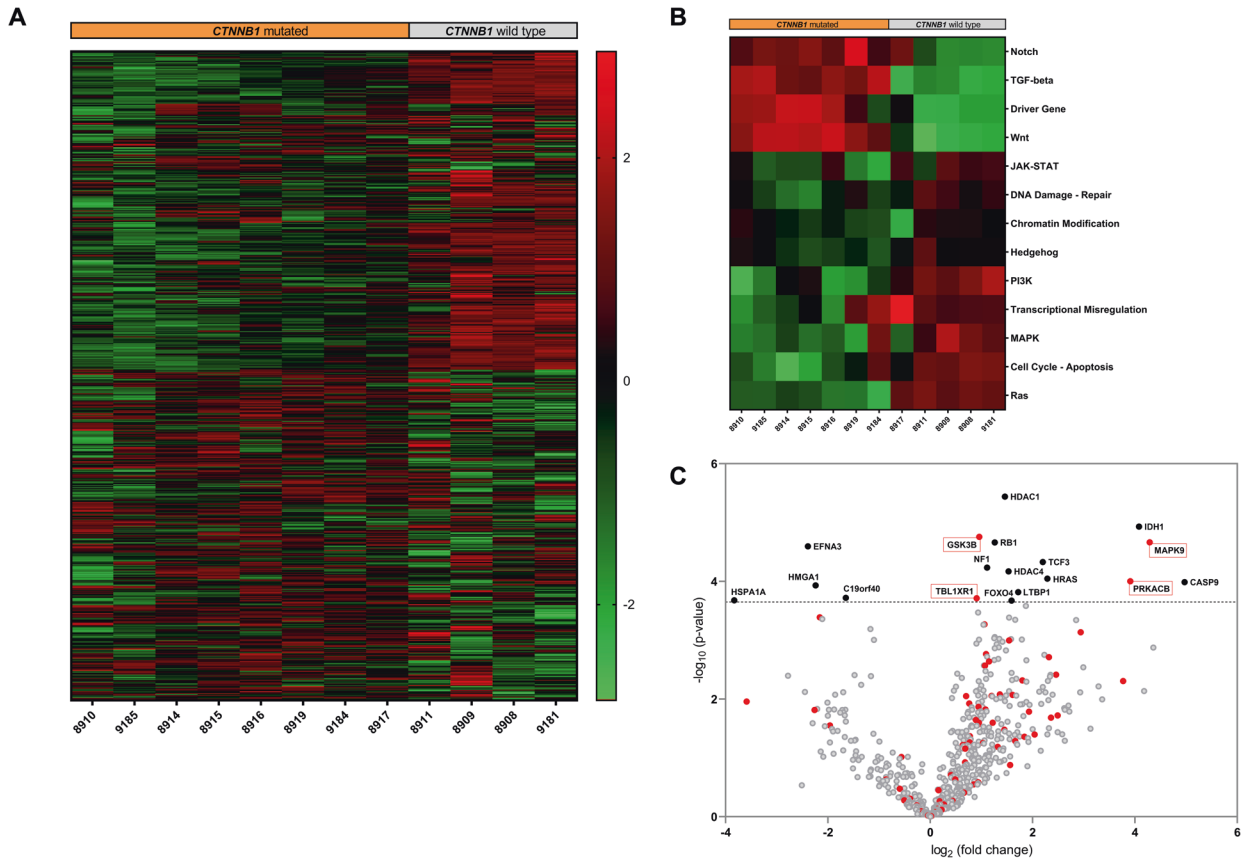 A
CTNNB1 mutated
CTNNB1 wild type
2
0
-2
8910
9185
8914
8915
8916
8919
9184
8917
8911
8909
8908
9181
B
CTNNB1 mutated
CTNNB1 wild type
Notch
TGF-beta
Driver Gene
Wnt
JAK-STAT
DNA Damage - Repair
Chromatin Modification
Hedgehog
PI3K
Transcriptional Misregulation
MAPK
Cell Cycle - Apoptosis
Ras
8910
9185
8914
8915
8916
8919
9184
8917
8911
8909
8908
9181
C
6
4
2
0
-log10 (p-value)
HDAC1
IDH1
GSK3B
RB1
MAPK9
EFNA3
NF1
TCF3
HDAC4
HRAS
HMGA1
PRKACB
CASP9
HSPA1A
C19orf40
TBL1XR1
FOXO4
LTBP1
-4
-2
0
2
4
6
log2 (fold change)